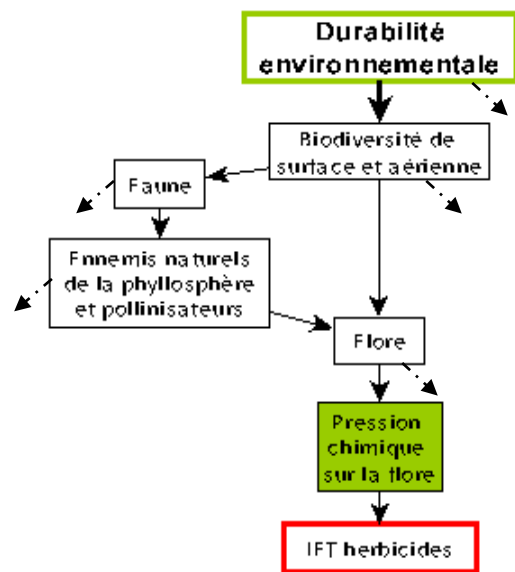 Durabilité
environnementale
Biodiversité de
surface et aérienne
Faune
Ennemis naturels
de la phyllosphère
et pollinisateurs
Flore
Pression
chimique
sur la flore
IFT herbicides